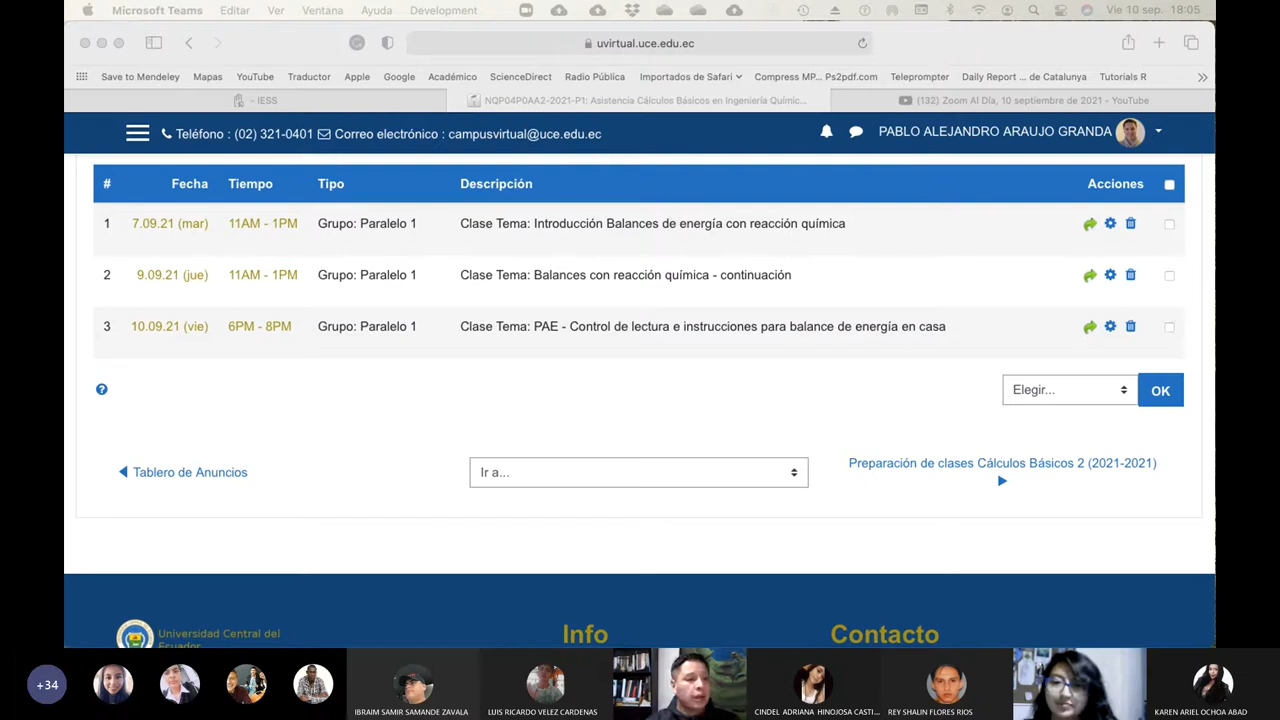 Microsoft Teams Editar Ver Ventana Ayuda Development Vie 10 sep. 18:05
uvirtual.uce.edu.ec
Save to Mendeley Mapas YouTube Traductor Apple Google Académico ScienceDirect Radio Pública Importados de Safari Compress MP... Ps2pdf.com Teleprompter Daily Report ... de Catalunya Tutorials R
- IESS NQP04P0AA2-2021-P1: Asistencia Cálculos Básicos en Ingeniería Químic... (132) Zoom Al Día, 10 septiembre de 2021 - YouTube
Teléfono : (02) 321-0401 Correo electrónico : campusvirtual@uce.edu.ec PABLO ALEJANDRO ARAUJO GRANDA
# Fecha Tiempo Tipo Descripción Acciones
1 7.09.21 (mar) 11AM - 1PM Grupo: Paralelo 1 Clase Tema: Introducción Balances de energía con reacción química
2 9.09.21 (jue) 11AM - 1PM Grupo: Paralelo 1 Clase Tema: Balances con reacción química - continuación
3 10.09.21 (vie) 6PM - 8PM Grupo: Paralelo 1 Clase Tema: PAE - Control de lectura e instrucciones para balance de energía en casa
Elegir... OK
Tablero de Anuncios Ir a... Preparación de clases Cálculos Básicos 2 (2021-2021)
Universidad Central del
Ecuador
Info Contacto
+34
IBRAIM SAMIR SAMANDE ZAVALA LUIS RICARDO VELEZ CARDENAS CINDEL ADRIANA HINOJOSA CASTI... REY SHALIN FLORES RIOS KAREN ARIEL OCHOA ABAD